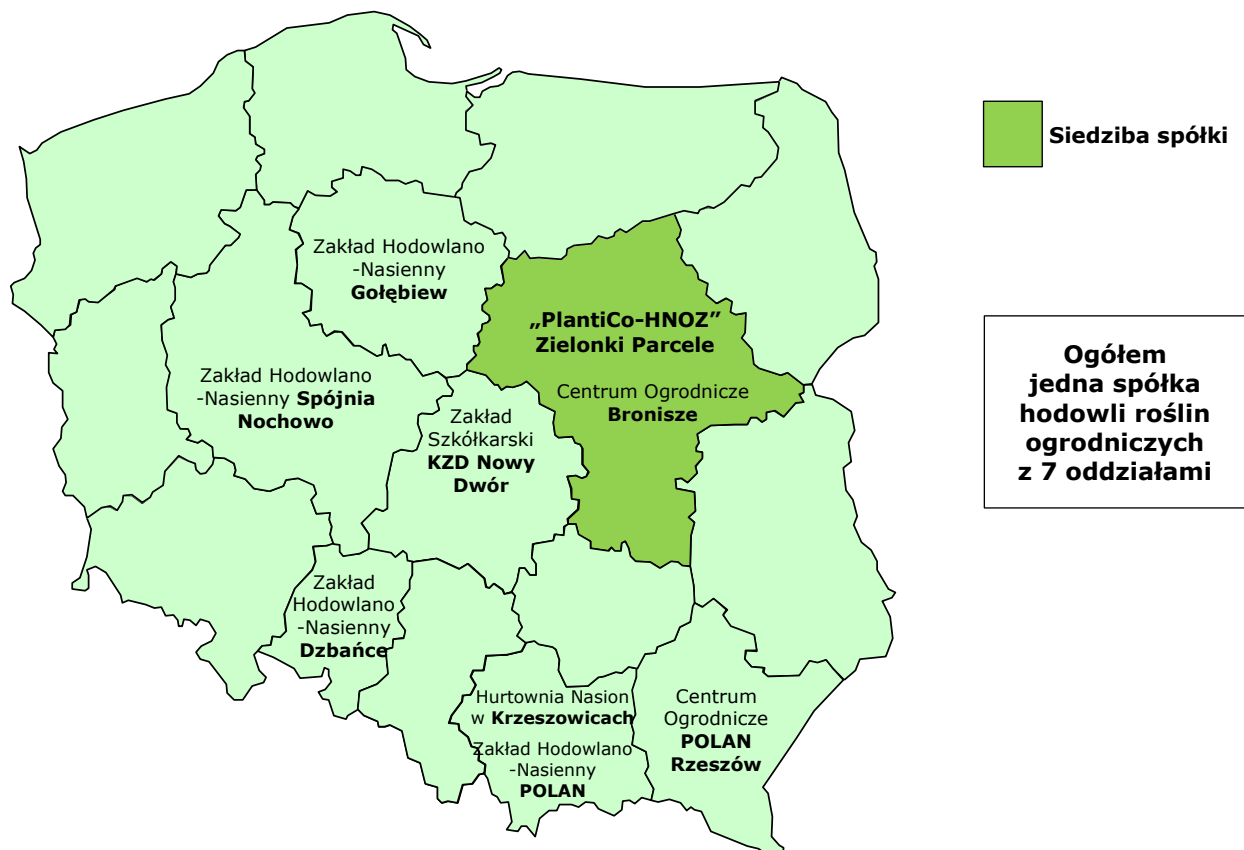 Siedziba spółki
Zakład Hodowlano
-Nasienny
Gołębiew
„PlantiCo-HNOZ”
Zielonki Parcele
Centrum Ogrodnicze
Bronisze
Zakład Hodowlano
-Nasienny Spójnia
Nochowo
Zakład
Szkółkarski
KZD Nowy
Dwór
Ogółem
jedna spółka
hodowli roślin
ogrodniczych
z 7 oddziałami
Zakład
Hodowlano
-Nasienny
Dzbańce
Hurtownia Nasion
w Krzeszowicach
Zakład Hodowlano
-Nasienny
POLAN
Centrum
Ogrodnicze
POLAN
Rzeszów